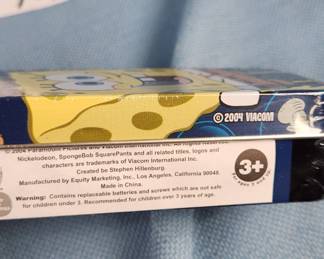 © 2004 VIACOM
© 2004 Paramount Pictures and Viacom International Inc. All Rights Reserved.
Nickelodeon, SpongeBob SquarePants and all related titles, logos and
characters are trademarks of Viacom International Inc.
Created by Stephen Hillenburg
Manufactured by Equity Marketing, Inc., Los Angeles, California 90048.
Made in China.
Warning: Contains replaceable batteries and screws which are not safe
for children under 3. Recommended for children over 3 years of age.
3+